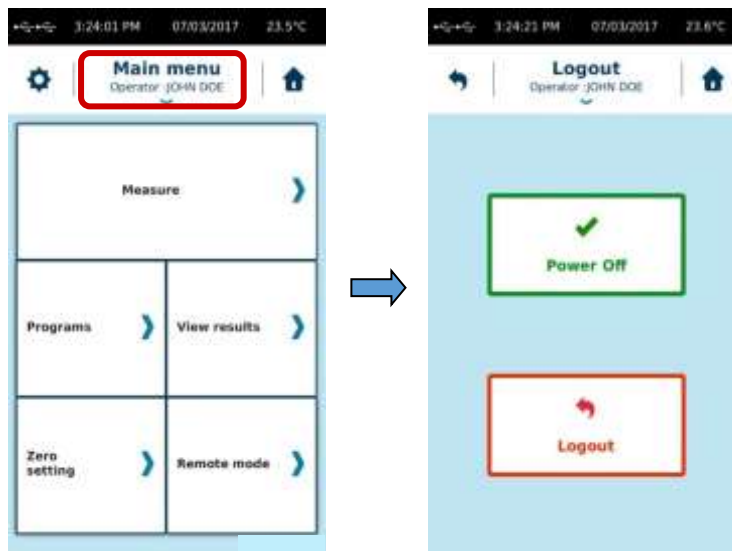 3:24:01 PM 07/03/2017 23.5°C
Main menu
Operator :JOHN DOE
Measure
Programs
View results
Zero
setting
Remote mode
3:24:21 PM 07/03/2017 23.6°C
Logout
Operator :JOHN DOE
Power Off
Logout